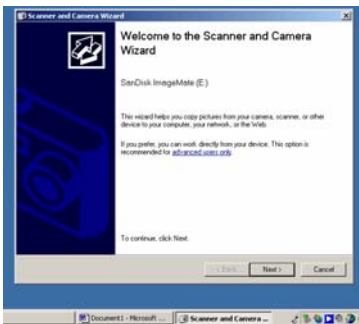 Scanner and Camera Wizard
Welcome to the Scanner and Camera
Wizard
SanDisk ImageMate (E:)
This wizard helps you copy pictures from your camera, scanner, or other
device to your computer, your network, or the Web.
If you prefer, you can work directly from your device. This option is
recommended for advanced users only.
To continue, click Next.
< Back
Next >
Cancel
Document1 - Microsoft ...
Scanner and Camera ...